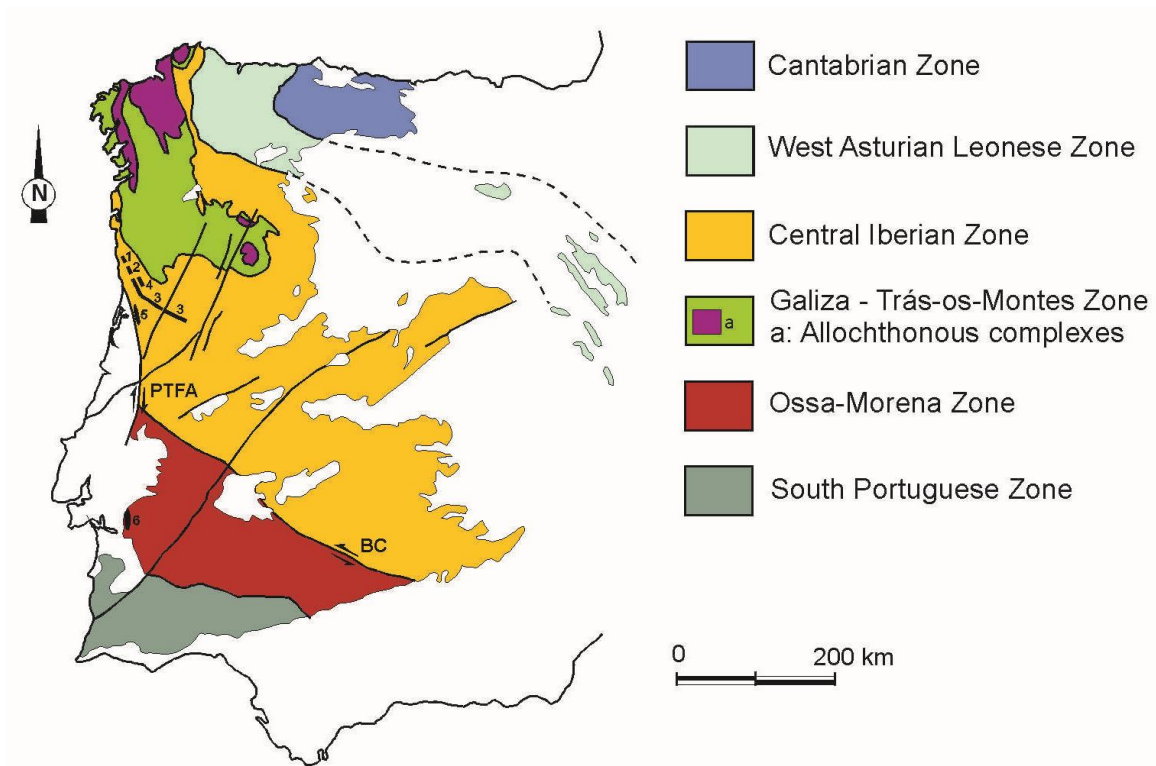 Cantabrian Zone
West Asturian Leonese Zone
N
Central Iberian Zone
1
2
4
3
3
5
Galiza - Trás-os-Montes Zone
a
a: Allochthonous complexes
PTFA
Ossa-Morena Zone
South Portuguese Zone
6
BC
0
200 km